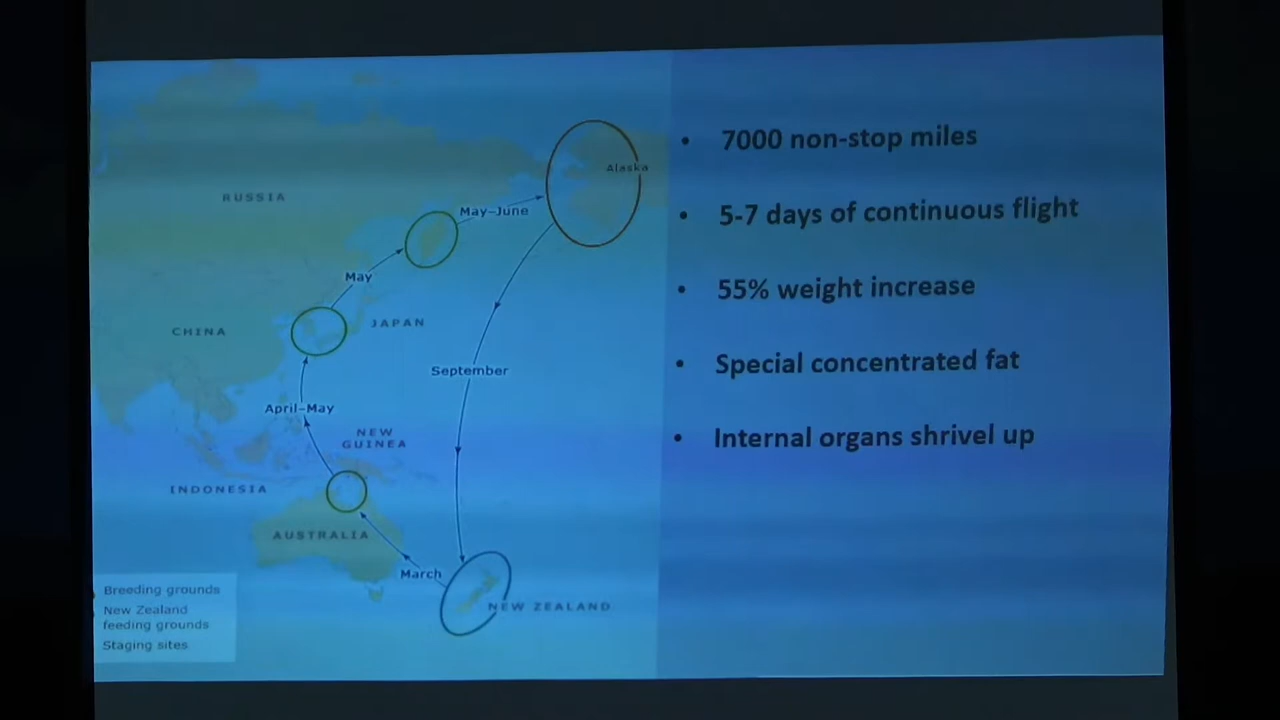 RUSSIA
Alaska
May–June
May
CHINA
JAPAN
September
April–May
NEW
GUINEA
INDONESIA
AUSTRALIA
March
NEW ZEALAND
Breeding grounds
New Zealand
feeding grounds
Staging sites
• 7000 non-stop miles
• 5-7 days of continuous flight
• 55% weight increase
• Special concentrated fat
• Internal organs shrivel up